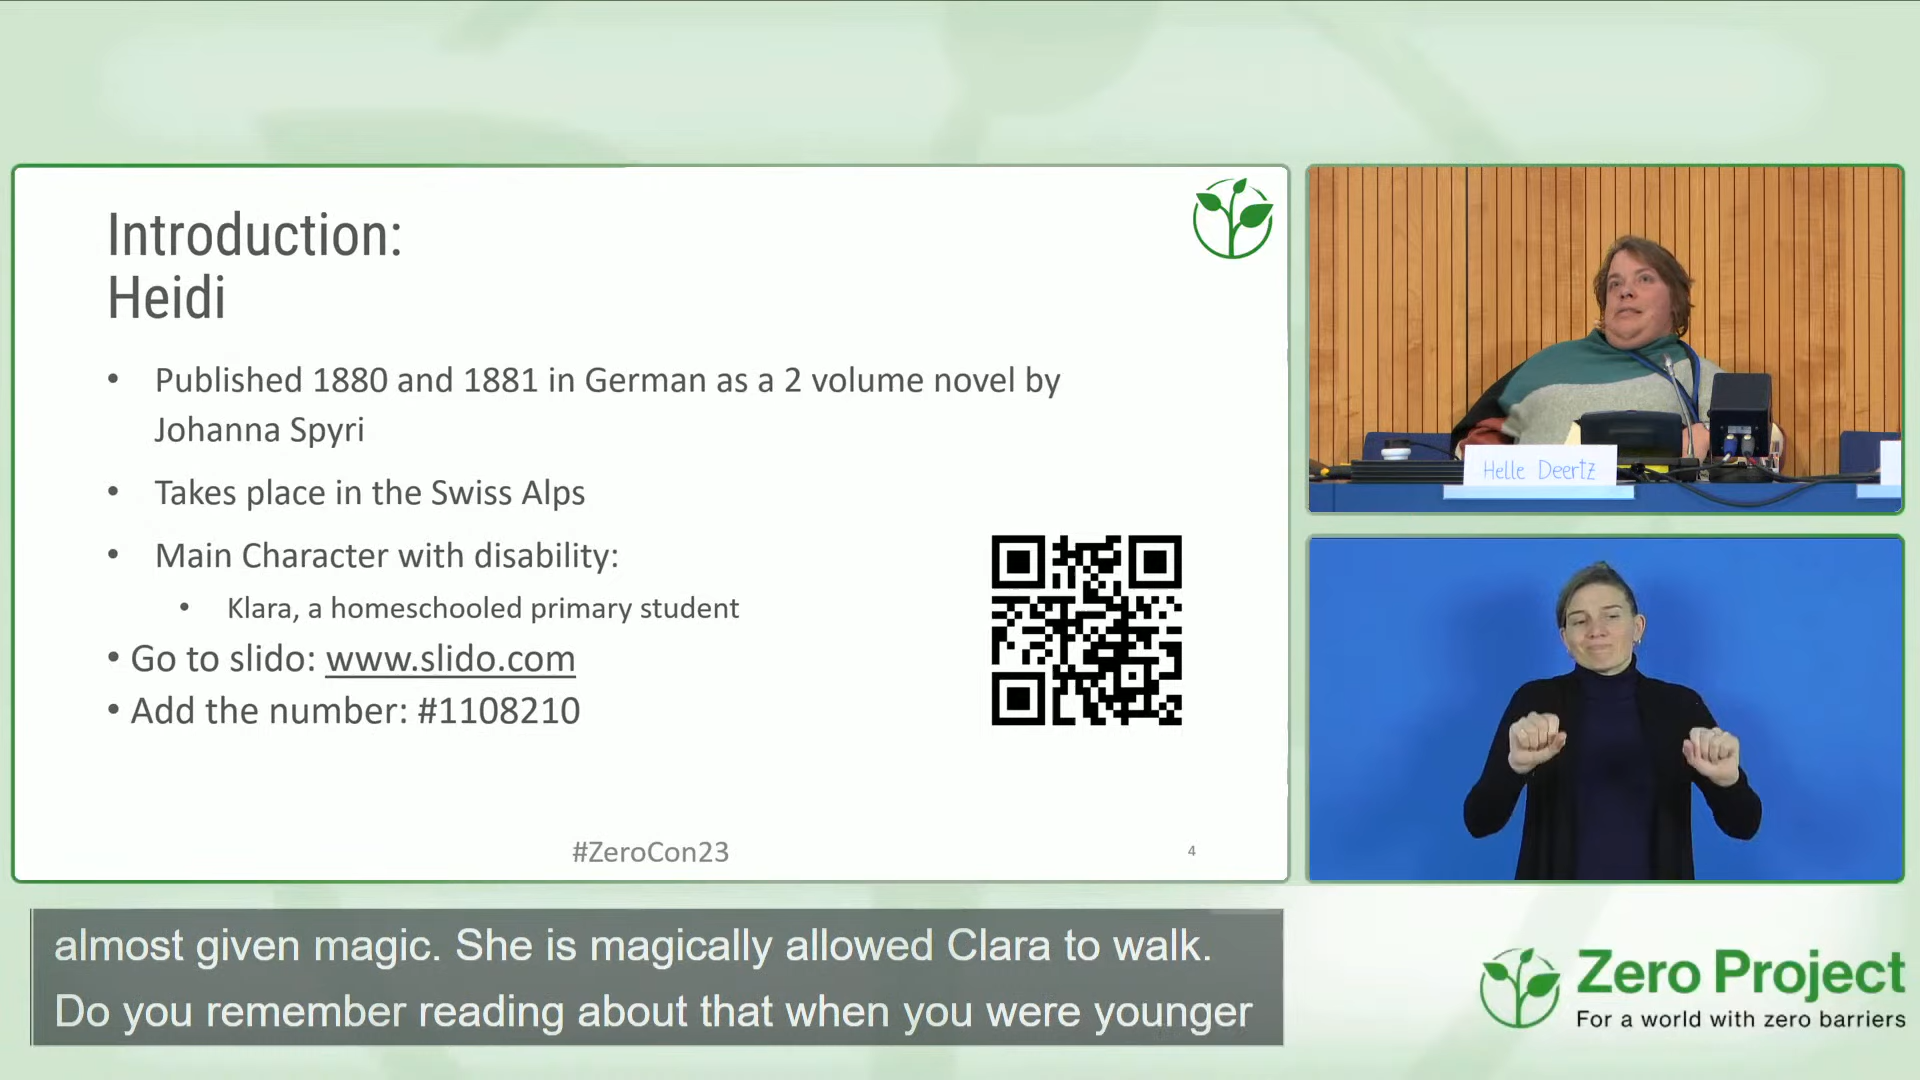 Introduction:
Heidi
• Published 1880 and 1881 in German as a 2 volume novel by
Johanna Spyri
• Takes place in the Swiss Alps
• Main Character with disability:
• Klara, a homeschooled primary student
• Go to slido: www.slido.com
• Add the number: #1108210
#ZeroCon23
4
Helle Deertz
almost given magic. She is magically allowed Clara to walk.
Do you remember reading about that when you were younger
Zero Project
For a world with zero barriers